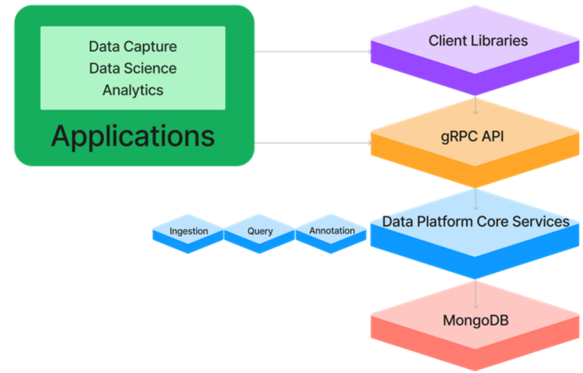 Data Capture
Data Science
Analytics
Applications
Client Libraries
gRPC API
Data Platform Core Services
Ingestion
Query
Annotation
MongoDB